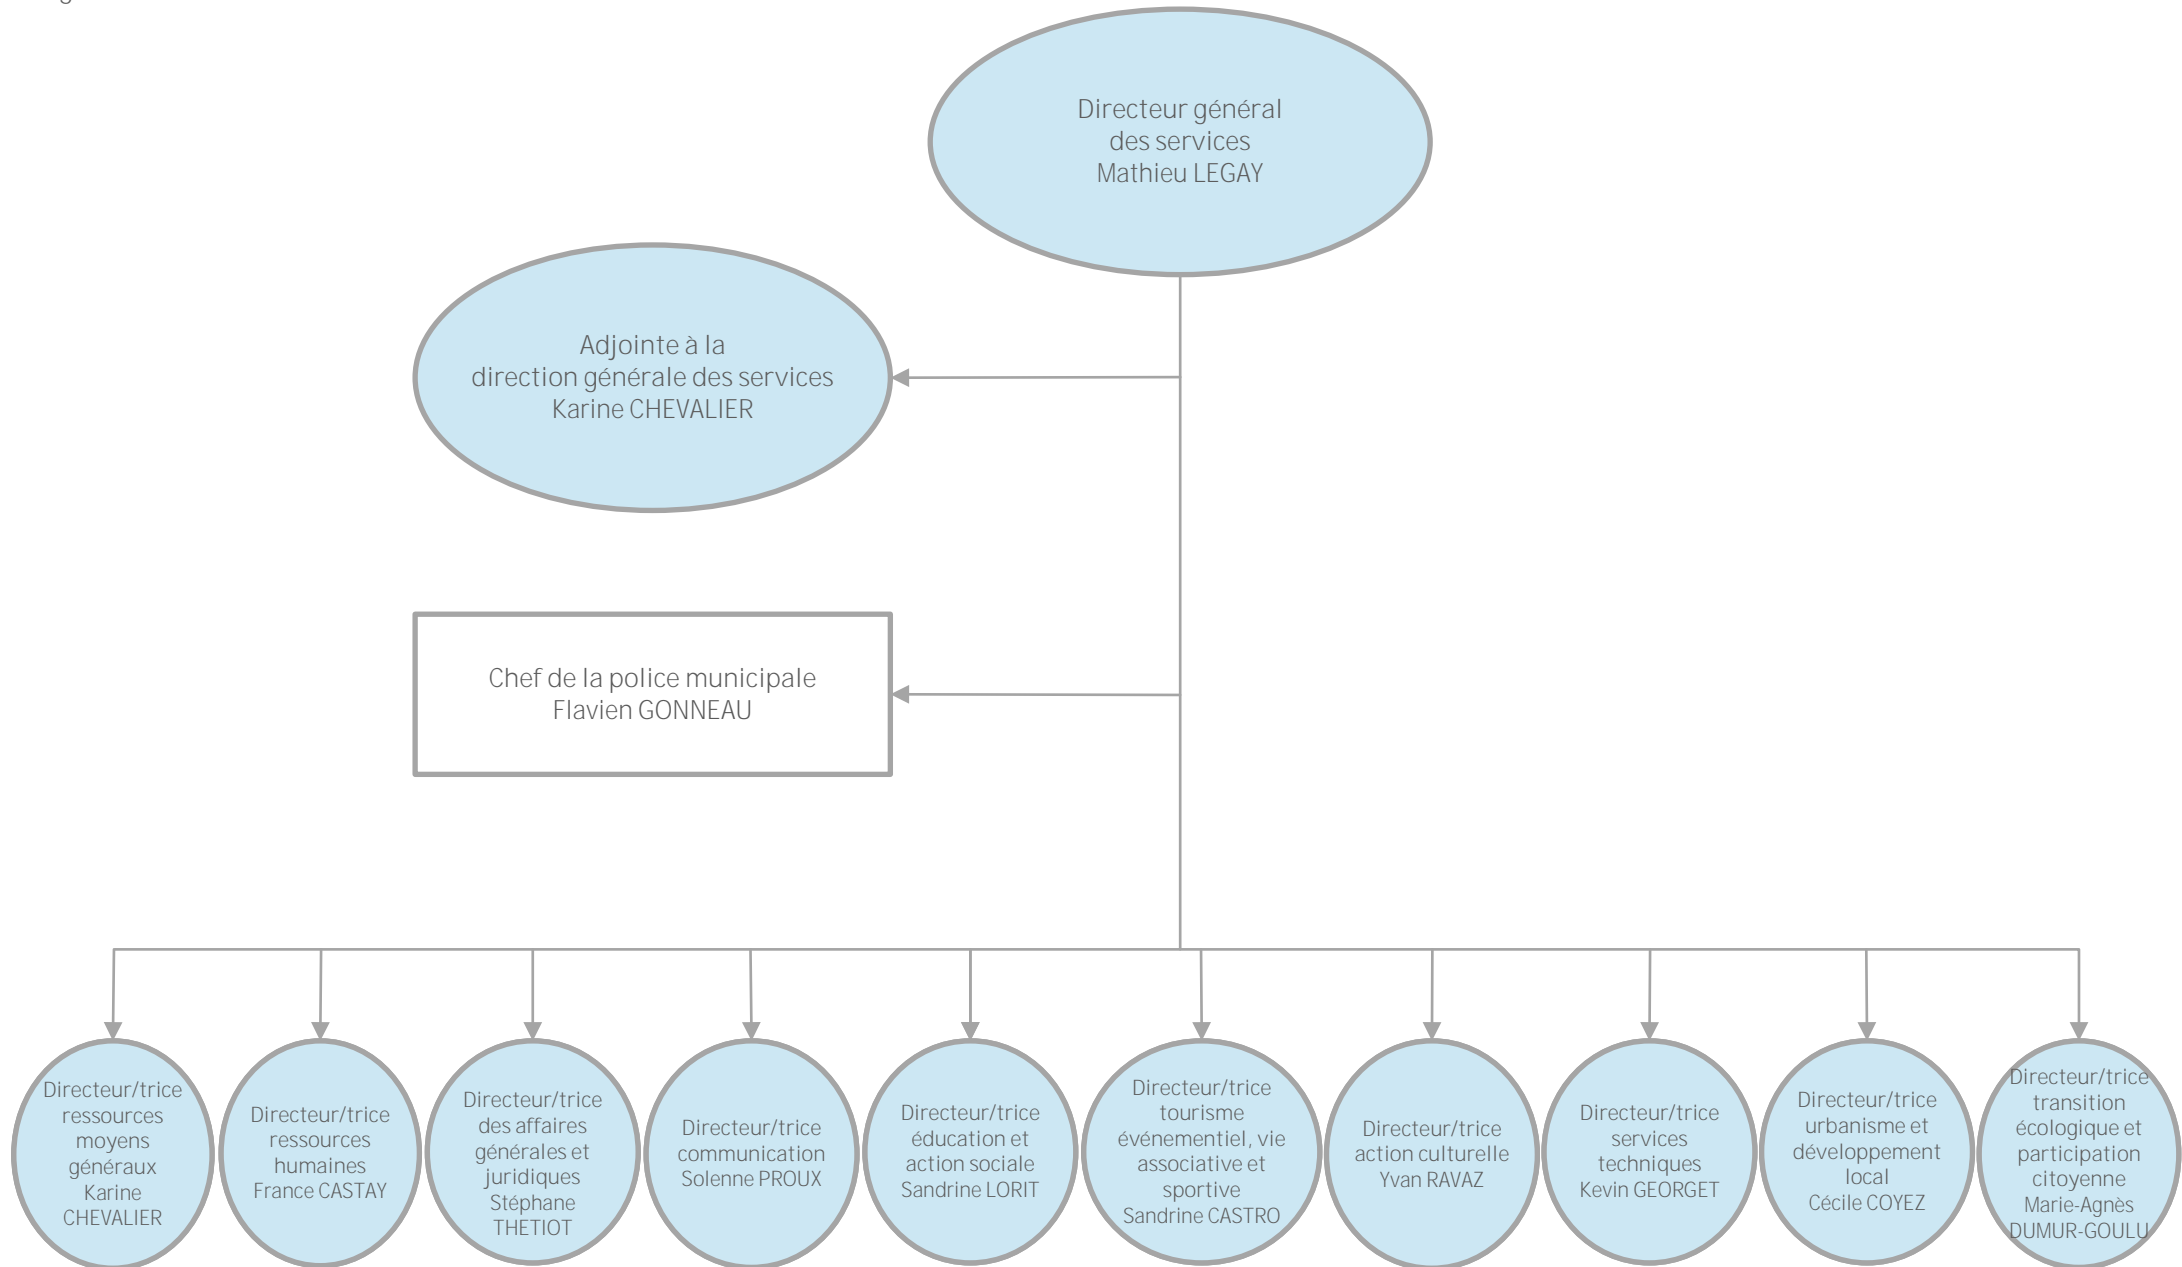 Directeur général
des services
Mathieu LEGAY
Adjointe à la
direction générale des services
Karine CHEVALIER
Chef de la police municipale
Flavien GONNEAU
Directeur/trice
ressources
moyens
généraux
Karine
CHEVALIER
Directeur/trice
ressources
humaines
France CASTAY
Directeur/trice
des affaires
générales et
juridiques
Stéphane
THETIOT
Directeur/trice
communication
Solenne PROUX
Directeur/trice
éducation et
action sociale
Sandrine LORIT
Directeur/trice
tourisme
événementiel, vie
associative et
sportive
Sandrine CASTRO
Directeur/trice
action culturelle
Yvan RAVAZ
Directeur/trice
services
techniques
Kevin GEORGET
Directeur/trice
urbanisme et
développement
local
Cécile COYEZ
Directeur/trice
transition
écologique et
participation
citoyenne
Marie-Agnès
DUMUR-GOULU